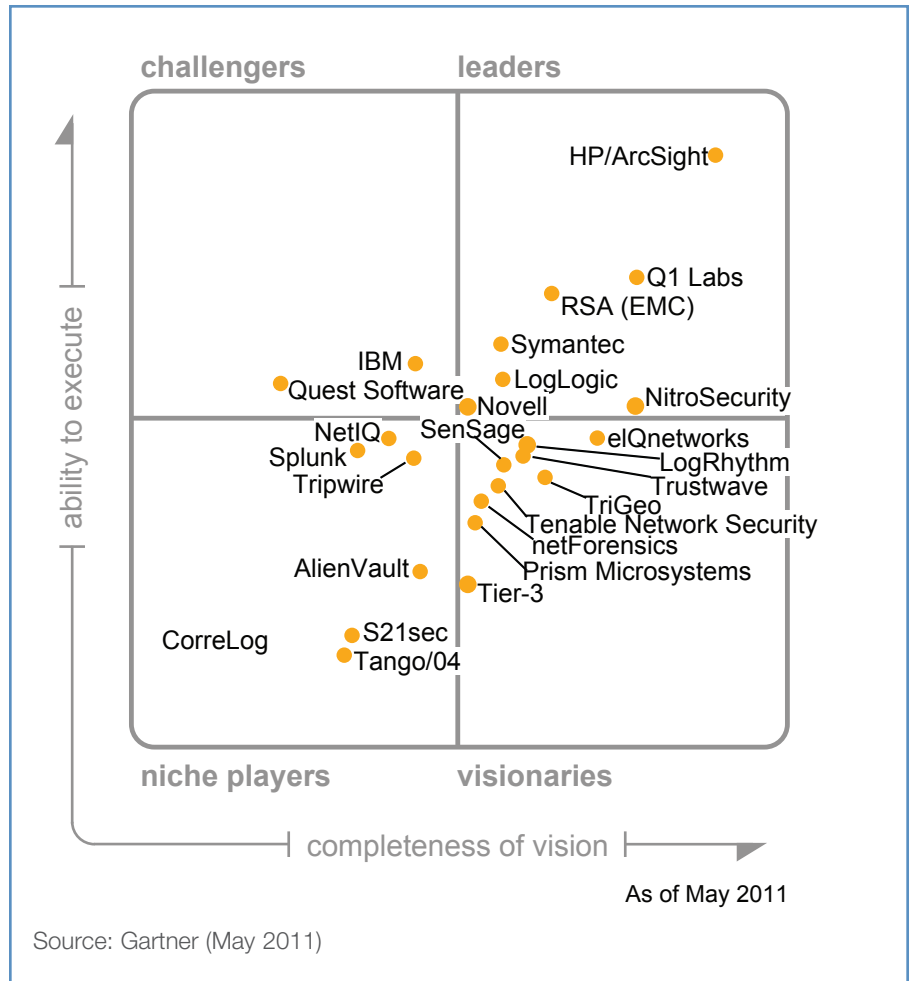 challengers
leaders
HP/ArcSight
Q1 Labs
RSA (EMC)
Symantec
IBM
LogLogic
Quest Software
NitroSecurity
Novell
ability to execute
NetIQ
SenSage
eIQnetworks
Splunk
LogRhythm
Tripwire
Trustwave
TriGeo
Tenable Network Security
netForensics
AlienVault
Prism Microsystems
Tier-3
CorreLog
S21sec
Tango/04
niche players
visionaries
completeness of vision
As of May 2011
Source: Gartner (May 2011)